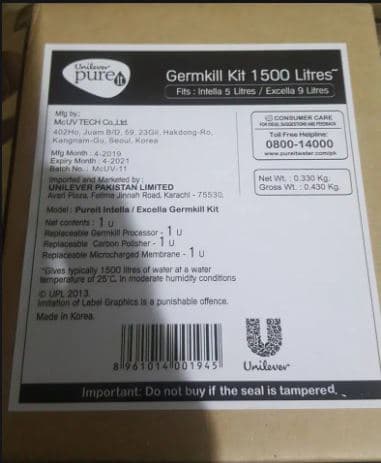 Unilever
pureit
Germkill Kit 1500 Litres~
Fits : Intella 5 Litres / Excella 9 Litres
Mfg by:
McUV TECH Co.,Ltd.
402Ho, Juam B/D, 59, 23Gil, Hakdong-Ro,
Kangnam-Gu, Seoul, Korea
Mfg Month : 4-2019
Expiry Month : 4-2021
Batch No. : McUV-11
Imported and Marketed by :
UNILEVER PAKISTAN LIMITED
Avari Plaza, Fatima Jinnah Road, Karachi - 75530.
Model : Pureit Intella / Excella Germkill Kit
Net contents : 1 U
Replaceable Germkill Processor - 1 U
Replaceable Carbon Polisher - 1 U
Replaceable Microcharged Membrane - 1 U
~Gives typically 1500 litres of water at a water
temperature of 25°C, in moderate humidity conditions
© UPL 2013.
Imitation of Label Graphics is a punishable offence.
Made in Korea.
CONSUMER CARE
FOR IDEAS, SUGGESTIONS AND FEEDBACK
Toll Free Helpline:
0800-14000
www.pureitwater.com/pk
Net Wt. : 0.330 Kg.
Gross Wt. : 0.430 Kg.
8 961014 001945
Unilever
Important: Do not buy if the seal is tampered.